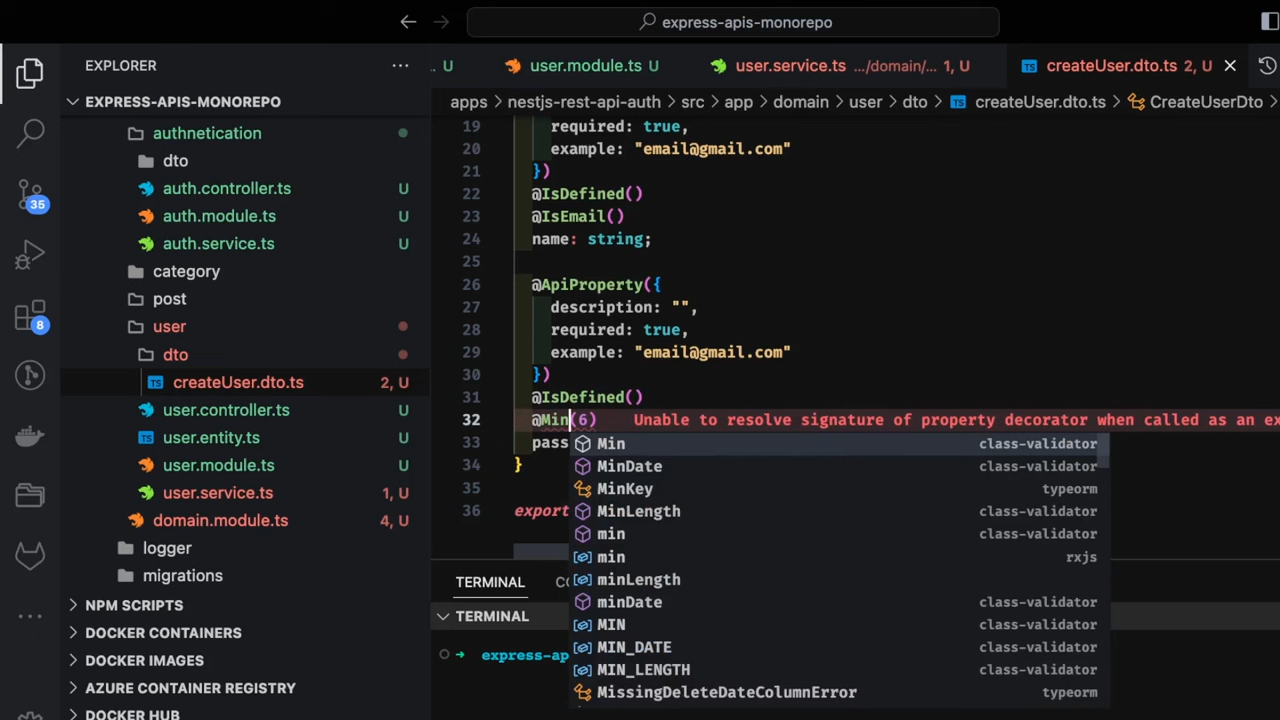 express-apis-monorepo
EXPLORER
EXPRESS-APIS-MONOREPO
authnetication
dto
auth.controller.ts U
auth.module.ts U
auth.service.ts U
category
post
user
dto
createUser.dto.ts 2, U
user.controller.ts U
user.entity.ts U
user.module.ts U
user.service.ts 1, U
domain.module.ts 4, U
logger
migrations
NPM SCRIPTS
DOCKER CONTAINERS
DOCKER IMAGES
AZURE CONTAINER REGISTRY
DOCKER HUB
35
8
U user.module.ts U user.service.ts .../domain/... 1, U createUser.dto.ts 2, U
apps > nestjs-rest-api-auth > src > app > domain > user > dto > createUser.dto.ts > CreateUserDto >
19 required: true,
20 example: "email@gmail.com"
21 })
22 @IsDefined()
23 @IsEmail()
24 name: string;
25
26 @ApiProperty({
27 description: "",
28 required: true,
29 example: "email@gmail.com"
30 })
31 @IsDefined()
32 @Min(6) Unable to resolve signature of property decorator when called as an ex
33 pass
34 }
35
36 export
Min class-validator
MinDate class-validator
MinKey typeorm
MinLength class-validator
min class-validator
min rxjs
minLength class-validator
minDate class-validator
MIN class-validator
MIN_DATE class-validator
MIN_LENGTH class-validator
MissingDeleteDateColumnError typeorm
TERMINAL
TERMINAL
express-ap